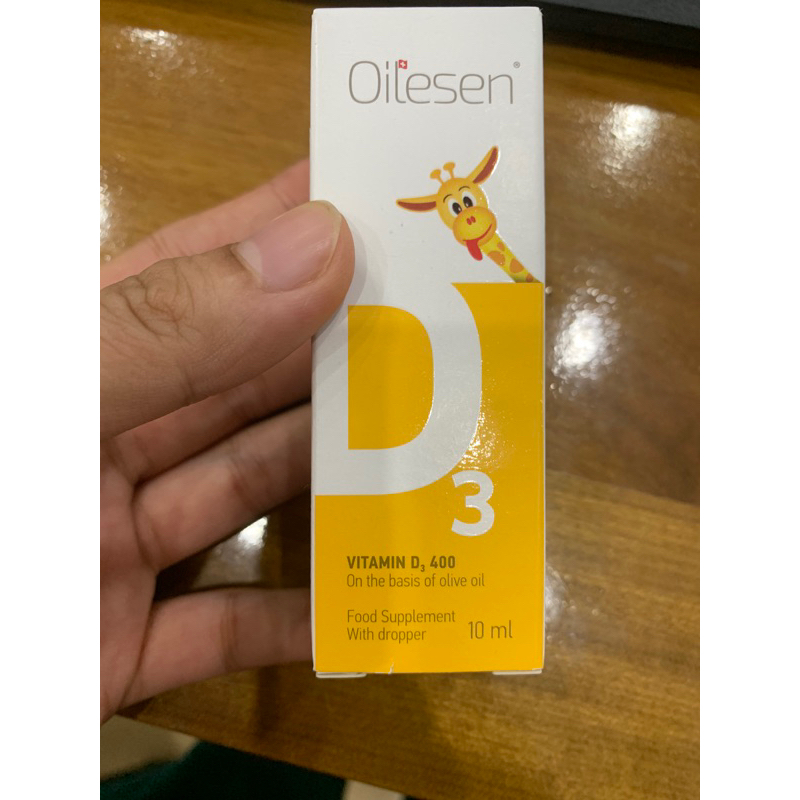 Oilesen®
D3
VITAMIN D3 400
On the basis of olive oil
Food Supplement
With dropper 10 ml